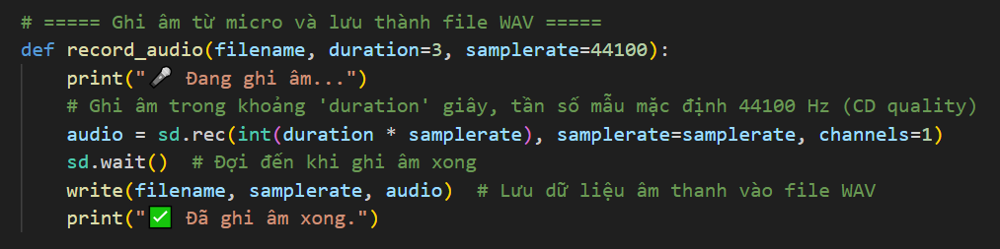 # ===== Ghi âm từ micro và lưu thành file WAV =====
def record_audio(filename, duration=3, samplerate=44100):
    print("🎤 Đang ghi âm...")
    # Ghi âm trong khoảng 'duration' giây, tần số mẫu mặc định 44100 Hz (CD quality)
    audio = sd.rec(int(duration * samplerate), samplerate=samplerate, channels=1)
    sd.wait()  # Đợi đến khi ghi âm xong
    write(filename, samplerate, audio)  # Lưu dữ liệu âm thanh vào file WAV
    print("✅ Đã ghi âm xong.")